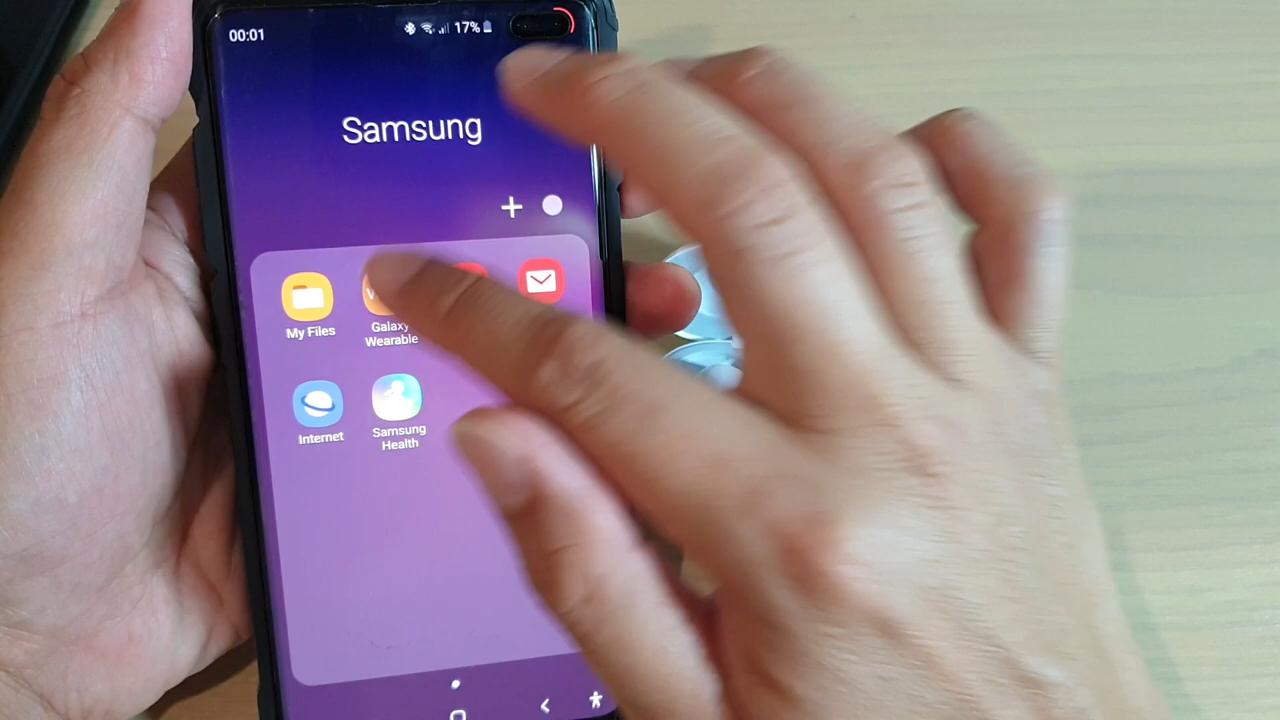 00:01
17%
Samsung
My Files
Galaxy
Wearable
Internet
Samsung
Health